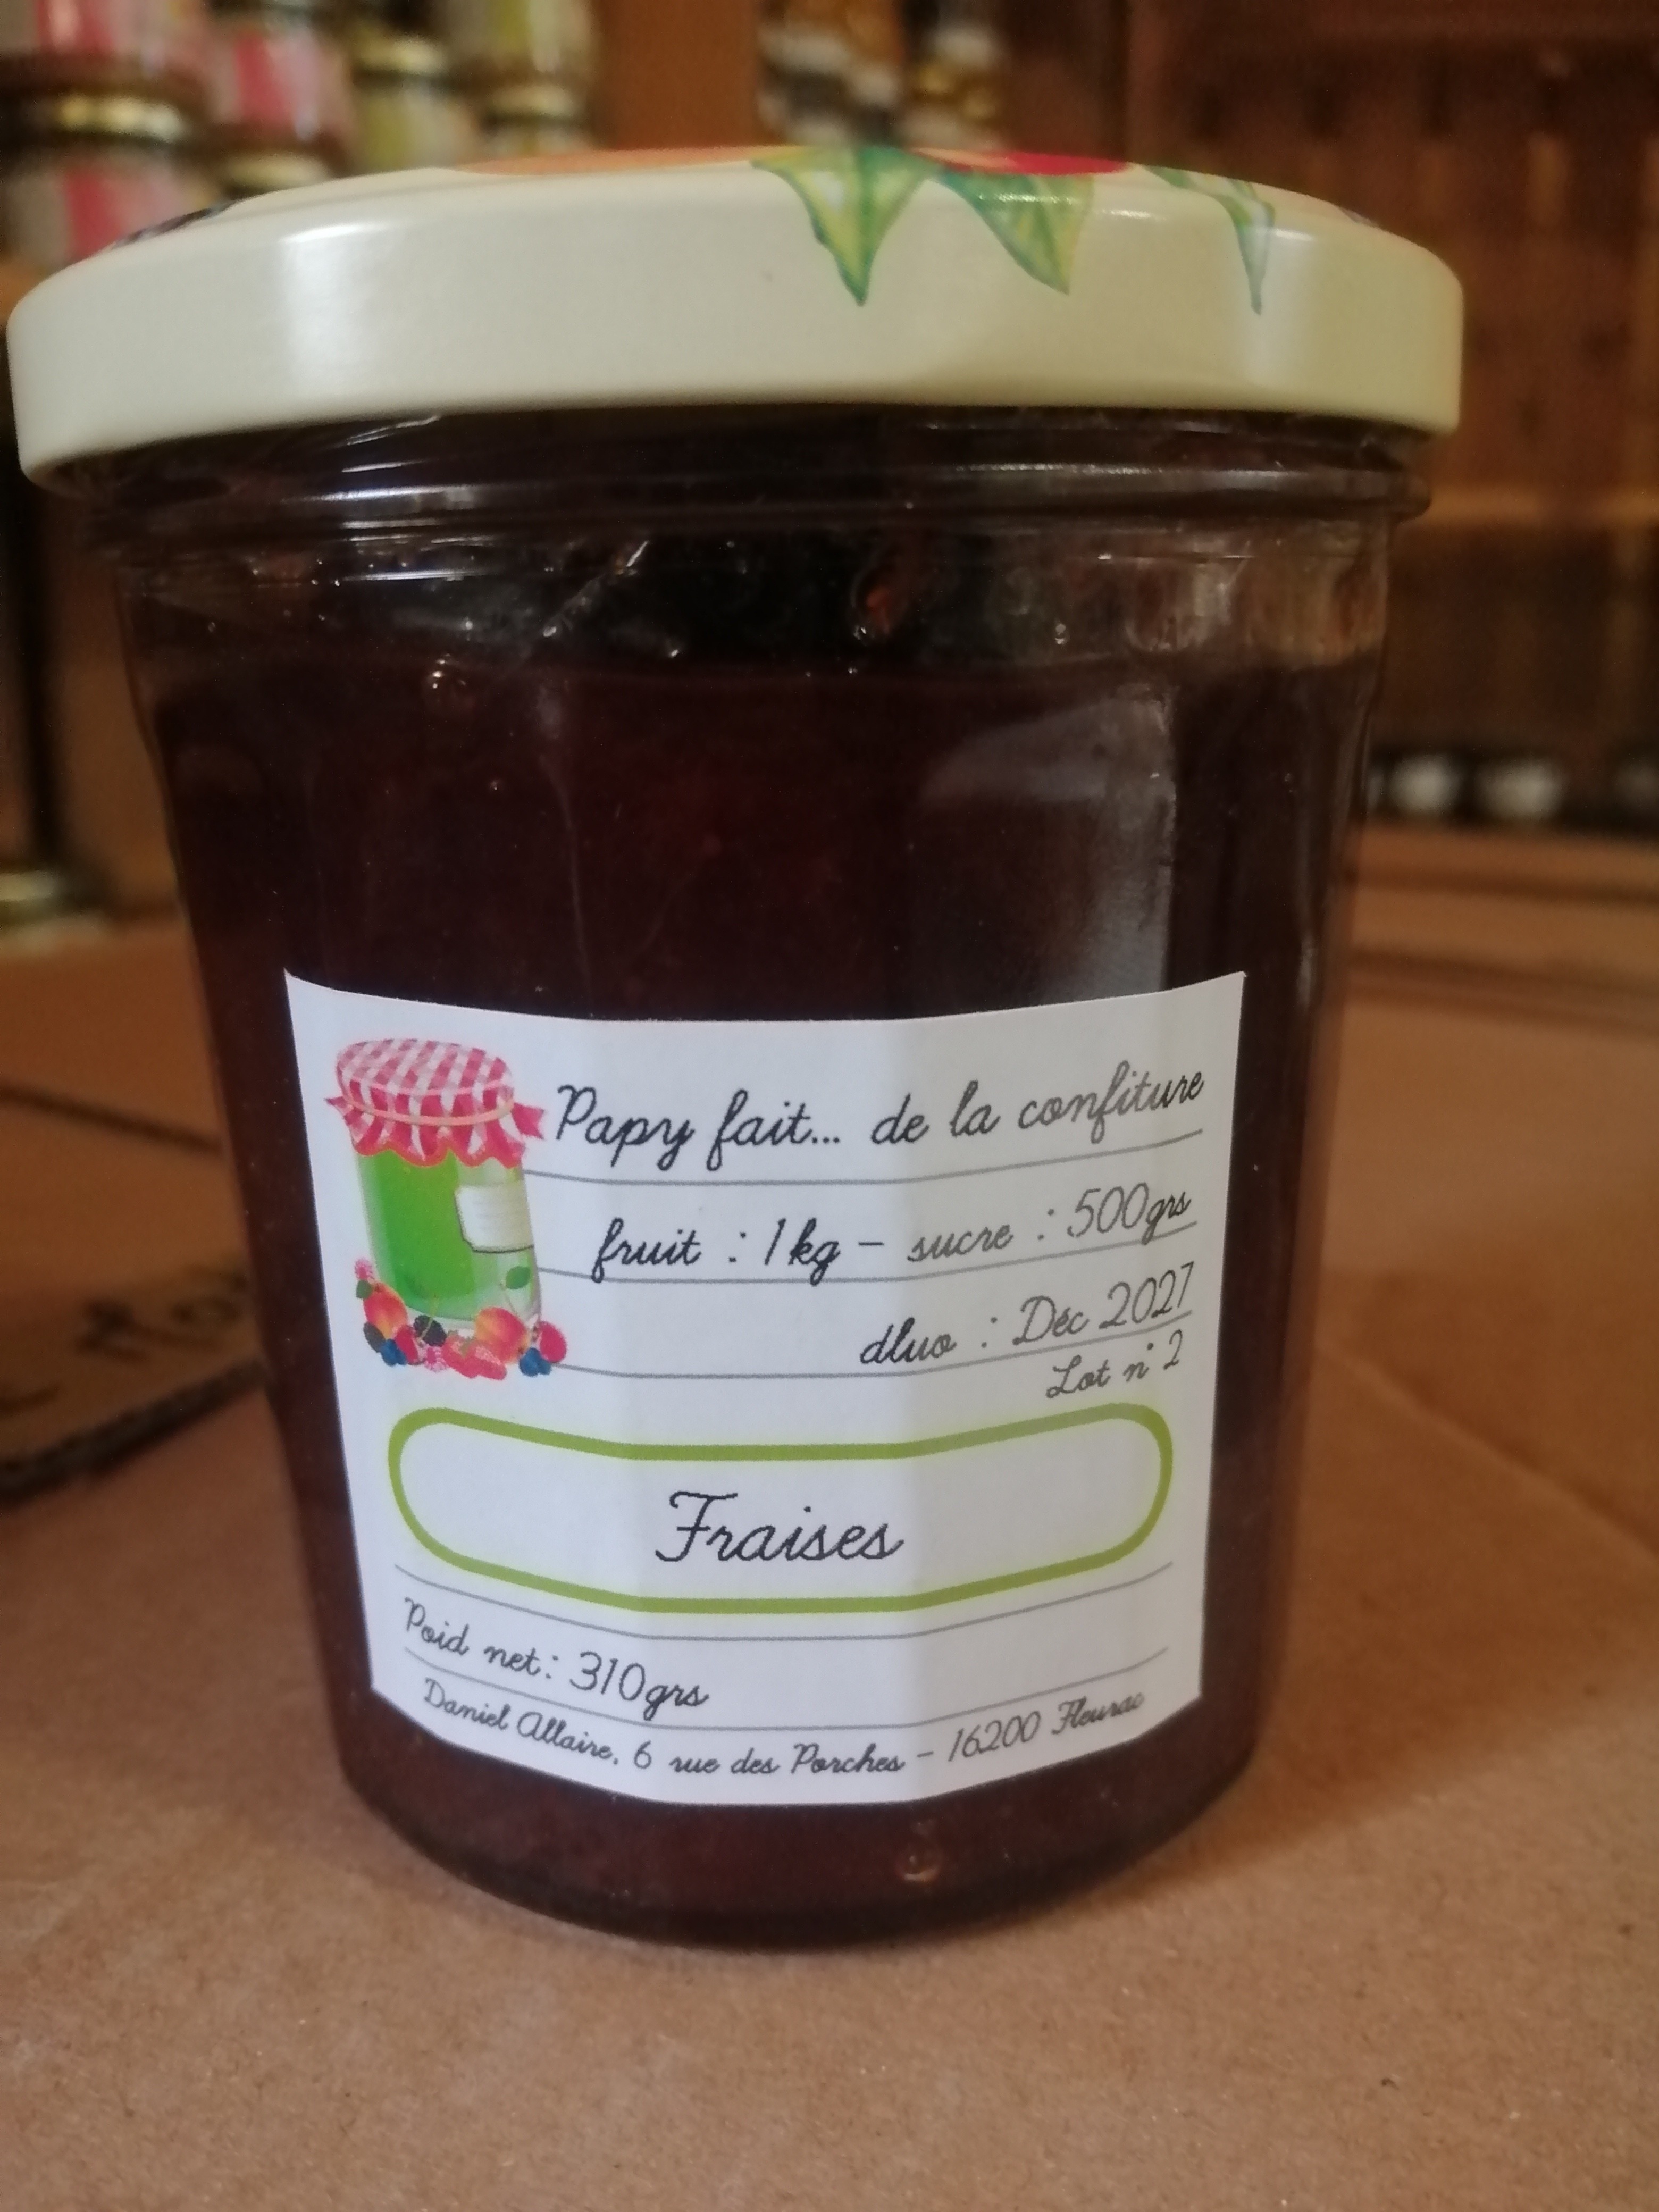 Papy fait... de la confiture
fruit : 1kg - sucre : 500grs
dluo : Déc 2027
Lot n° 2
Fraises
Poid net: 310grs
Daniel Allaire, 6 rue des Porches - 16200 Fleurac